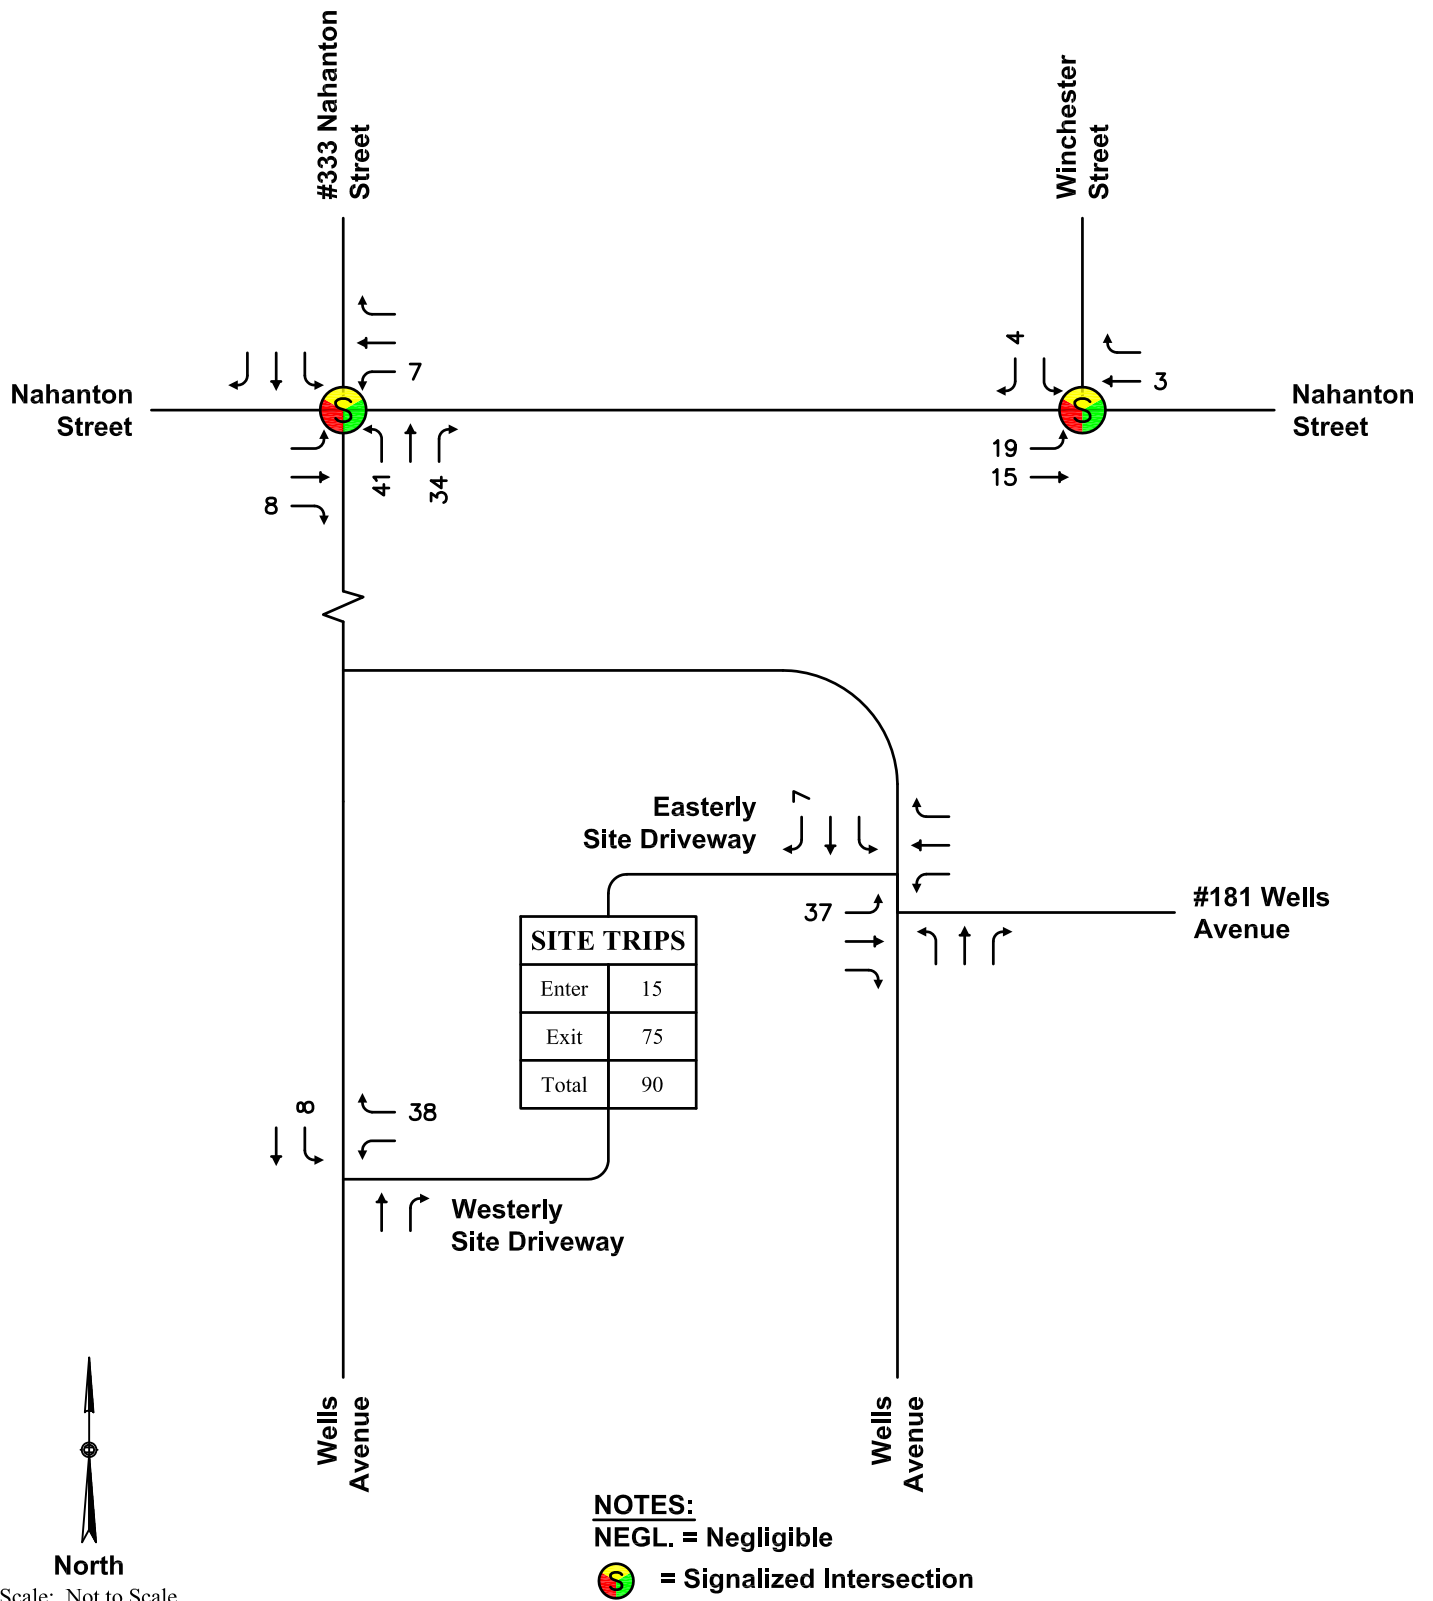 #333 Nahanton
Street
Winchester
Street
4
7
3
Nahanton
Street
S
S
Nahanton
Street
19
15
8
41
34
7
Easterly
Site Driveway
37
#181 Wells
Avenue
SITE TRIPS
Enter 15
Exit 75
Total 90
8
38
Westerly
Site Driveway
Wells
Avenue
Wells
Avenue
North
Scale: Not to Scale
NOTES:
NEGL. = Negligible
S = Signalized Intersection